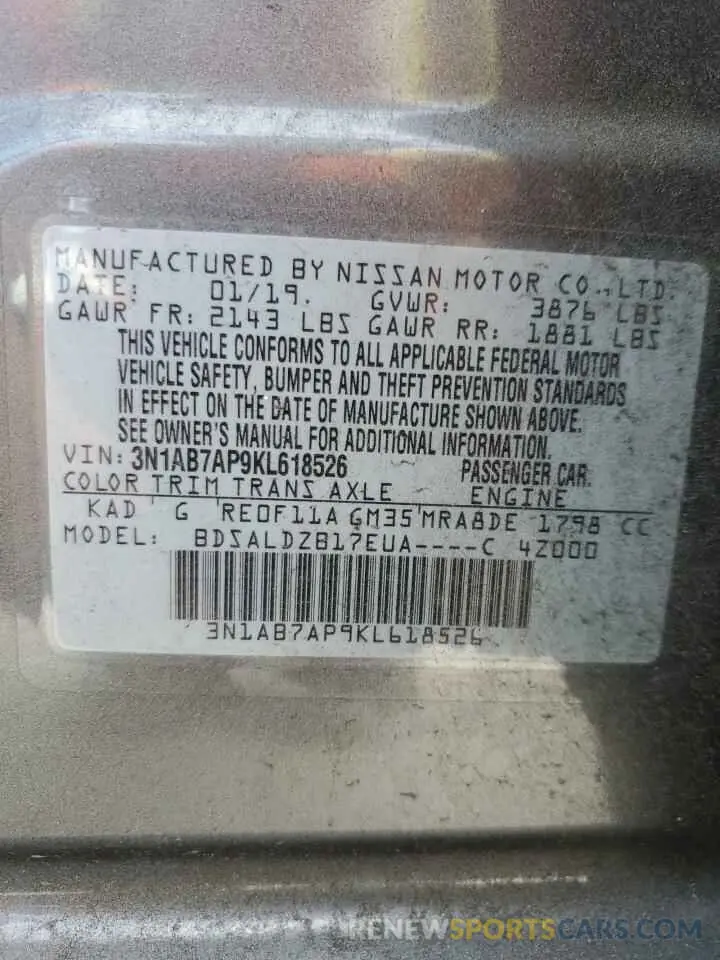 MANUFACTURED BY NISSAN MOTOR CO.,LTD.
DATE: 01/19. GVWR: 3876 LBS
GAWR FR: 2143 LBS GAWR RR: 1881 LBS
THIS VEHICLE CONFORMS TO ALL APPLICABLE FEDERAL MOTOR
VEHICLE SAFETY, BUMPER AND THEFT PREVENTION STANDARDS
IN EFFECT ON THE DATE OF MANUFACTURE SHOWN ABOVE.
SEE OWNER'S MANUAL FOR ADDITIONAL INFORMATION.
VIN: 3N1AB7AP9KL618526 PASSENGER CAR.
COLOR TRIM TRANS AXLE ENGINE
KAD G RE0F11A GM35 MRA8DE 1798 CC
MODEL: BDSALDZB17EUA----C 4Z000
3N1AB7AP9KL618526
RENEWSPORTSCARS.COM